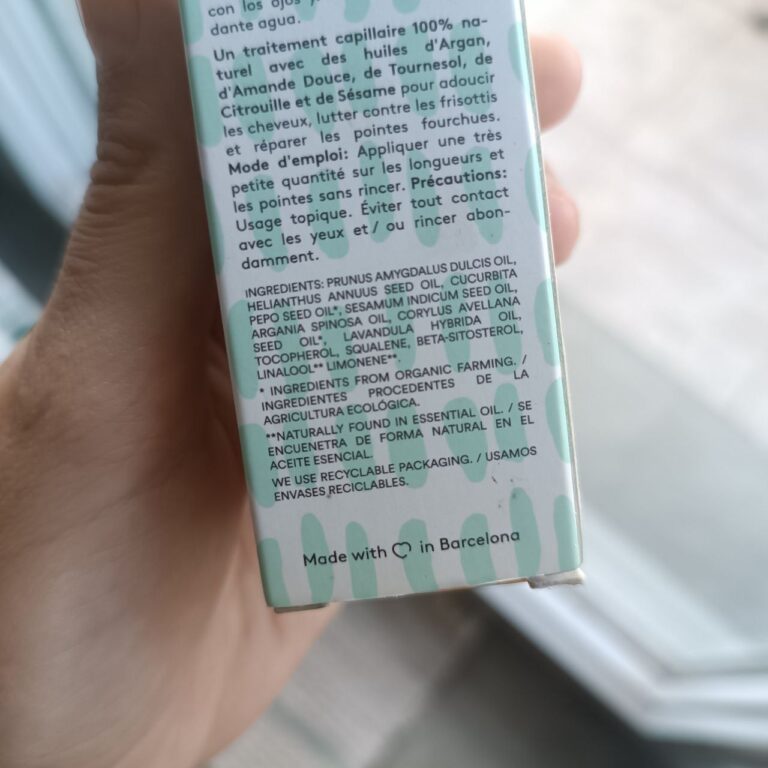 con los ojos
dante agua.
Un traitement capillaire 100% na-
turel avec des huiles d'Argan,
d'Amande Douce, de Tournesol, de
Citrouille et de Sésame pour adoucir
les cheveux, lutter contre les frisottis
et réparer les pointes fourchues.
Mode d'emploi: Appliquer une très
petite quantité sur les longueurs et
les pointes sans rincer. Précautions:
Usage topique. Éviter tout contact
avec les yeux et / ou rincer abon-
damment.
INGREDIENTS: PRUNUS AMYGDALUS DULCIS OIL,
HELIANTHUS ANNUUS SEED OIL, CUCURBITA
PEPO SEED OIL*, SESAMUM INDICUM SEED OIL,
ARGANIA SPINOSA OIL, CORYLUS AVELLANA
SEED OIL*, LAVANDULA HYBRIDA OIL,
TOCOPHEROL, SQUALENE, BETA-SITOSTEROL,
LINALOOL** LIMONENE**.
* INGREDIENTS FROM ORGANIC FARMING. /
INGREDIENTES PROCEDENTES DE LA
AGRICULTURA ECOLÓGICA.
**NATURALLY FOUND IN ESSENTIAL OIL. / SE
ENCUENETRA DE FORMA NATURAL EN EL
ACEITE ESENCIAL.
WE USE RECYCLABLE PACKAGING. / USAMOS
ENVASES RECICLABLES.
Made with ♡ in Barcelona